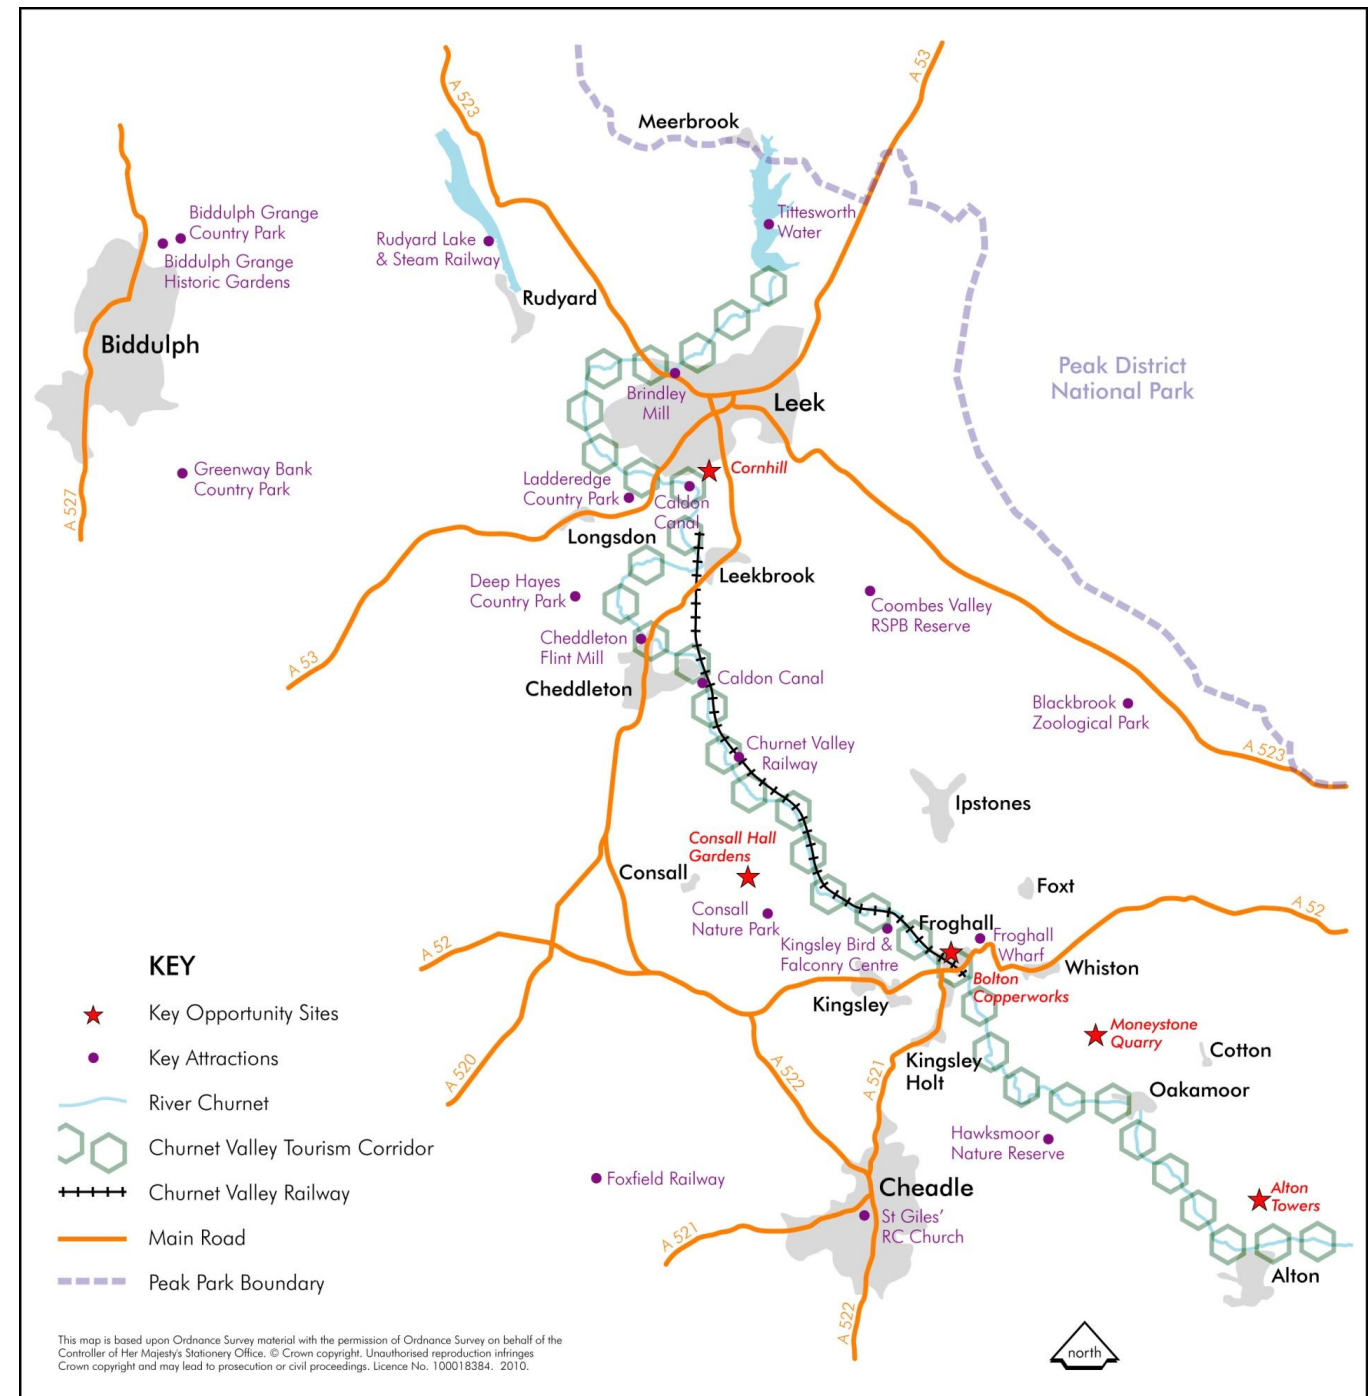 A 523
A 53
Meerbrook
Biddulph Grange
Country Park
Biddulph Grange
Historic Gardens
Rudyard Lake
& Steam Railway
Tittesworth
Water
Rudyard
Biddulph
Peak District
National Park
Brindley
Mill
Leek
Greenway Bank
Country Park
Cornhill
Ladderedge
Country Park
Caldon
Canal
A 527
Longsdon
Leekbrook
Deep Hayes
Country Park
Coombes Valley
RSPB Reserve
Cheddleton
Flint Mill
A 53
Cheddleton
Caldon Canal
Blackbrook
Zoological Park
Churnet Valley
Railway
A 523
Ipstones
Consall Hall
Gardens
Consall
Foxt
Consall
Nature Park
A 52
Froghall
Kingsley Bird &
Falconry Centre
Froghall
Wharf
A 52
Whiston
Bolton
Copperworks
Kingsley
Moneystone
Quarry
Cotton
Kingsley
Holt
A 520
A 522
A 521
Oakamoor
Hawksmoor
Nature Reserve
Foxfield Railway
Cheadle
Alton
Towers
St Giles’
RC Church
A 521
Alton
A 522
KEY
Key Opportunity Sites
Key Attractions
River Churnet
Churnet Valley Tourism Corridor
Churnet Valley Railway
Main Road
Peak Park Boundary
This map is based upon Ordnance Survey material with the permission of Ordnance Survey on behalf of the
Controller of Her Majesty's Stationery Office. © Crown copyright. Unauthorised reproduction infringes
Crown copyright and may lead to prosecution or civil proceedings. Licence No. 100018384. 2010.
north